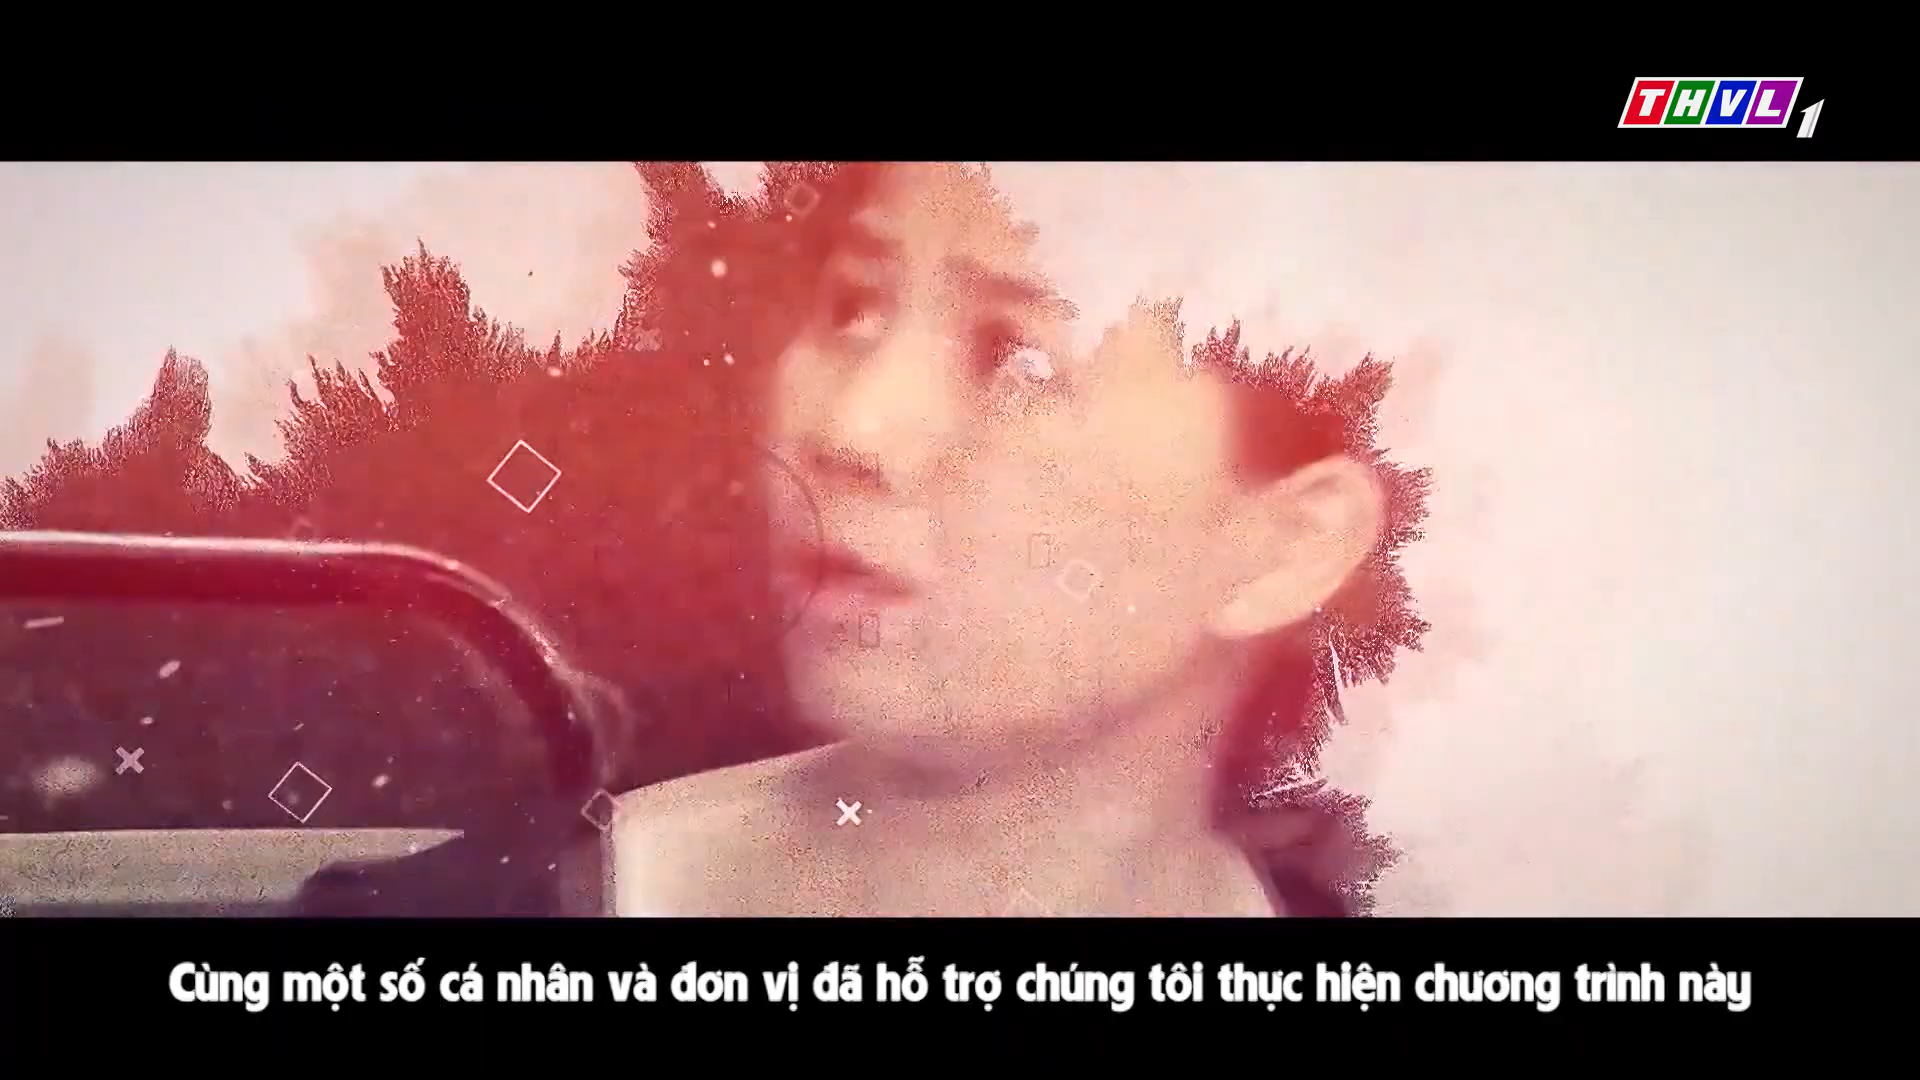 THVL1
Cùng một số cá nhân và đơn vị đã hỗ trợ chúng tôi thực hiện chương trình này